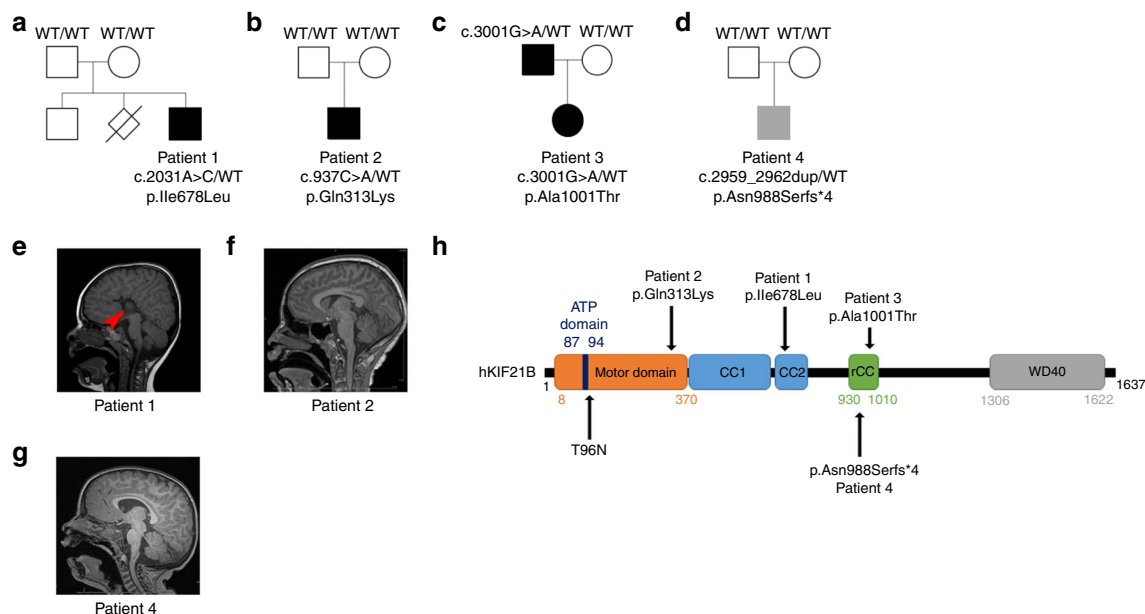 a
WT/WT WT/WT
Patient 1
c.2031A>C/WT
p.Ile678Leu
b
WT/WT WT/WT
Patient 2
c.937C>A/WT
p.Gln313Lys
c
c.3001G>A/WT WT/WT
Patient 3
c.3001G>A/WT
p.Ala1001Thr
d
WT/WT WT/WT
Patient 4
c.2959_2962dup/WT
p.Asn988Serfs*4
e
Patient 1
f
Patient 2
g
Patient 4
h
Patient 2
p.Gln313Lys
Patient 1
p.Ile678Leu
Patient 3
p.Ala1001Thr
ATP
domain
87 94
hKIF21B
Motor domain
CC1
CC2
rCC
WD40
1
8
370
930 1010
1306
1622
1637
T96N
p.Asn988Serfs*4
Patient 4